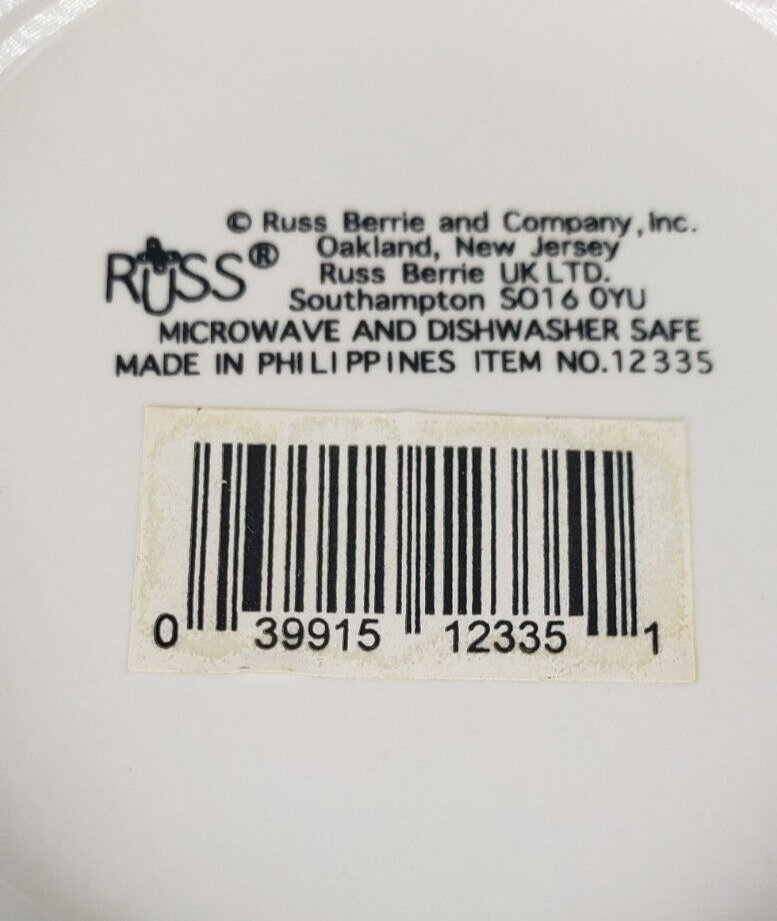 © Russ Berrie and Company, Inc.
RUSS®
Oakland, New Jersey
Russ Berrie UK LTD.
Southampton SO16 0YU
MICROWAVE AND DISHWASHER SAFE
MADE IN PHILIPPINES ITEM NO.12335
0 39915 12335 1